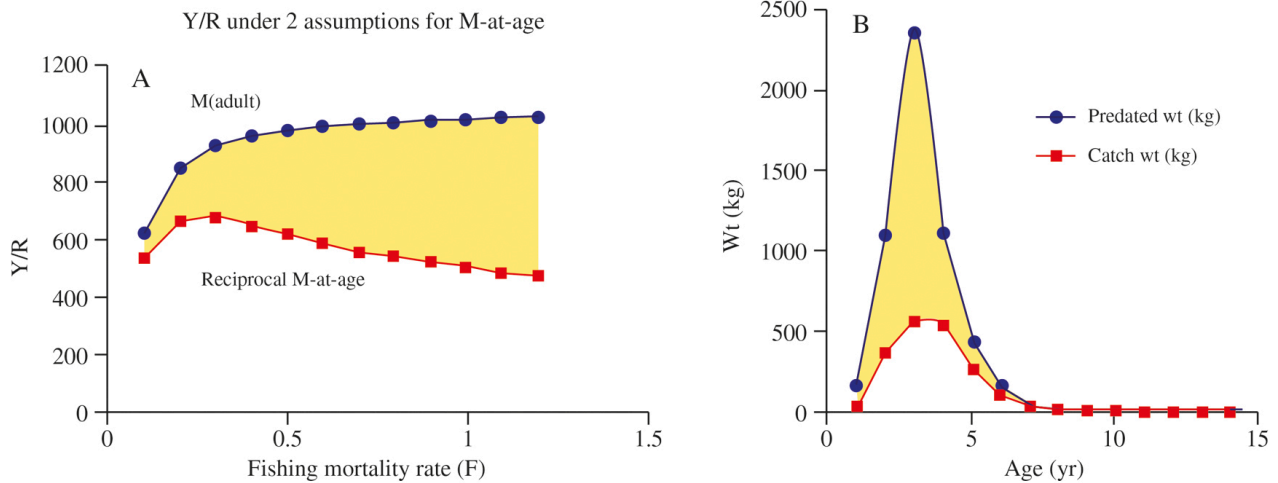 Y/R under 2 assumptions for M-at-age
A
M(adult)
Reciprocal M-at-age
Y/R
1200
1000
800
600
400
200
0
0 0.5 1 1.5
Fishing mortality rate (F)
B
Predated wt (kg)
Catch wt (kg)
Wt (kg)
2500
2000
1500
1000
500
0
0 5 10 15
Age (yr)